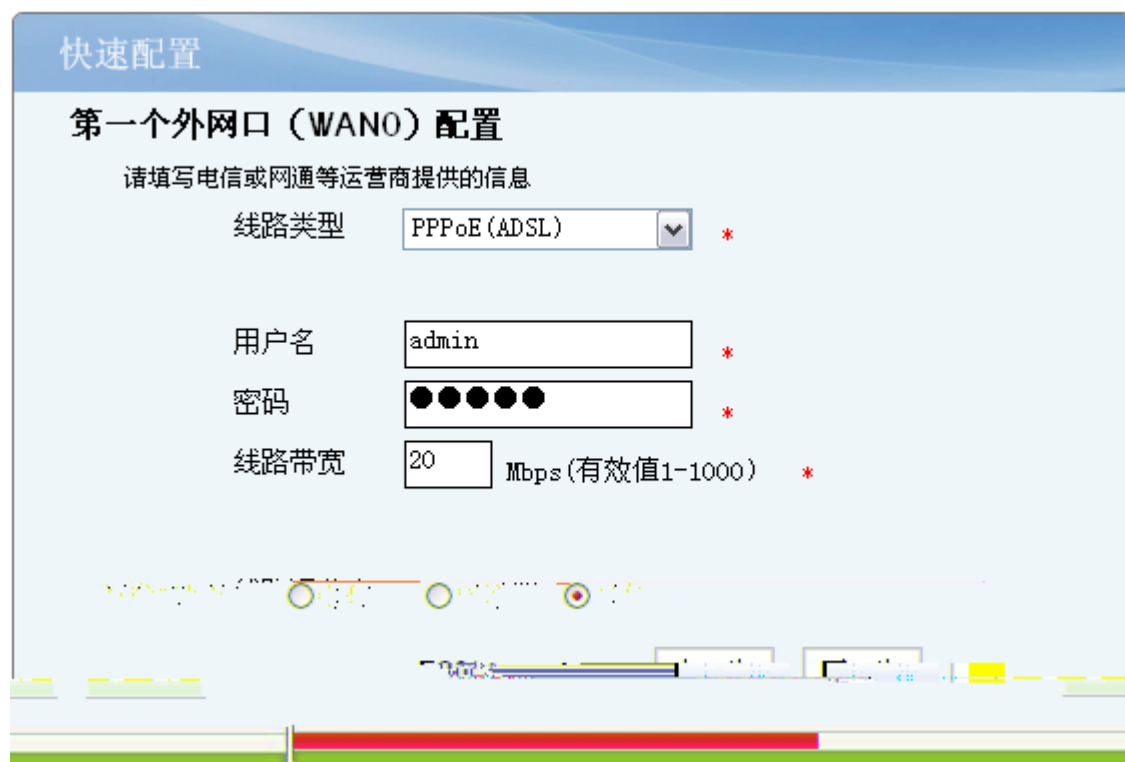 快速配置
第一个外网口（WAN0）配置
请填写电信或网通等运营商提供的信息
线路类型 PPPoE(ADSL) *
用户名 admin *
密码 ●●●●● *
线路带宽 20 Mbps(有效值1-1000) *